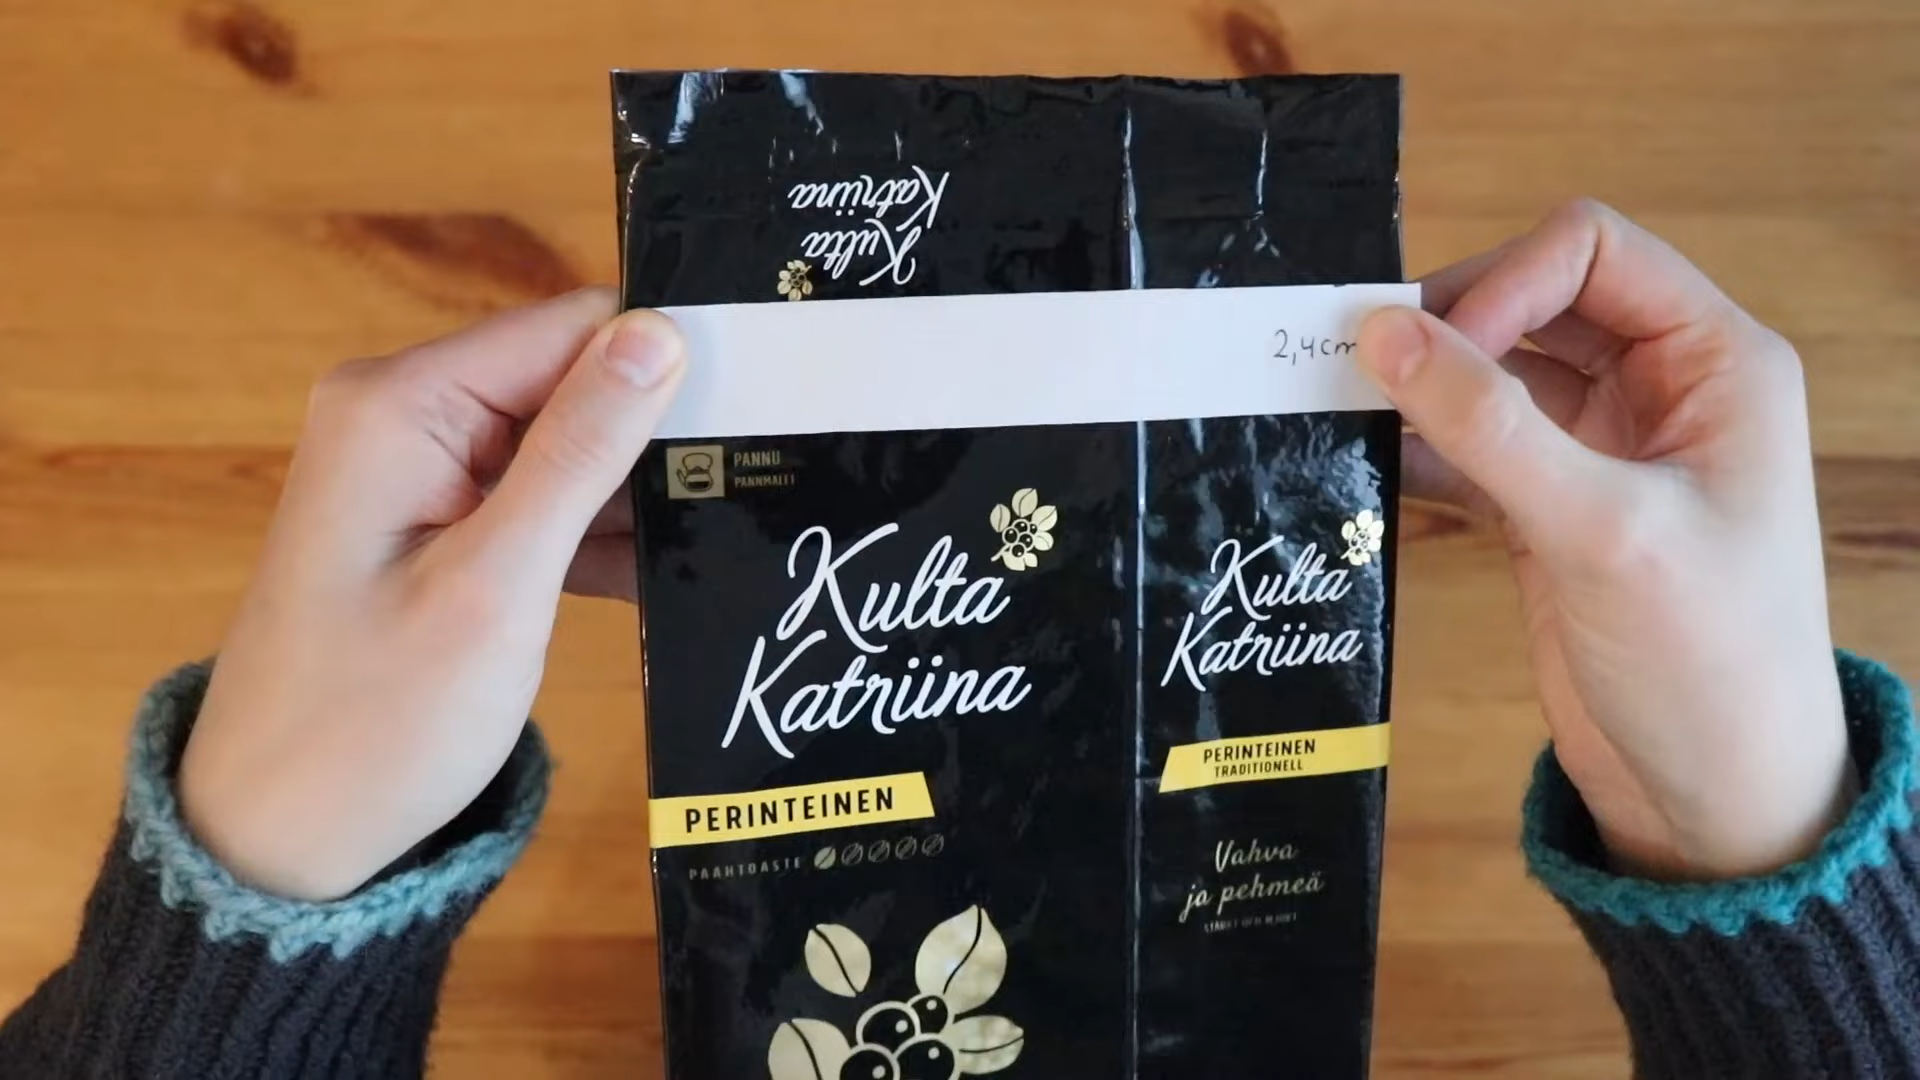 Katriina
Kulta
2,4cm
PANNU
PANNMALET
Kulta
Katriina
PERINTEINEN
PAAHTOASTE
Kulta
Katriina
PERINTEINEN
TRADITIONELL
Vahva
ja pehmeä